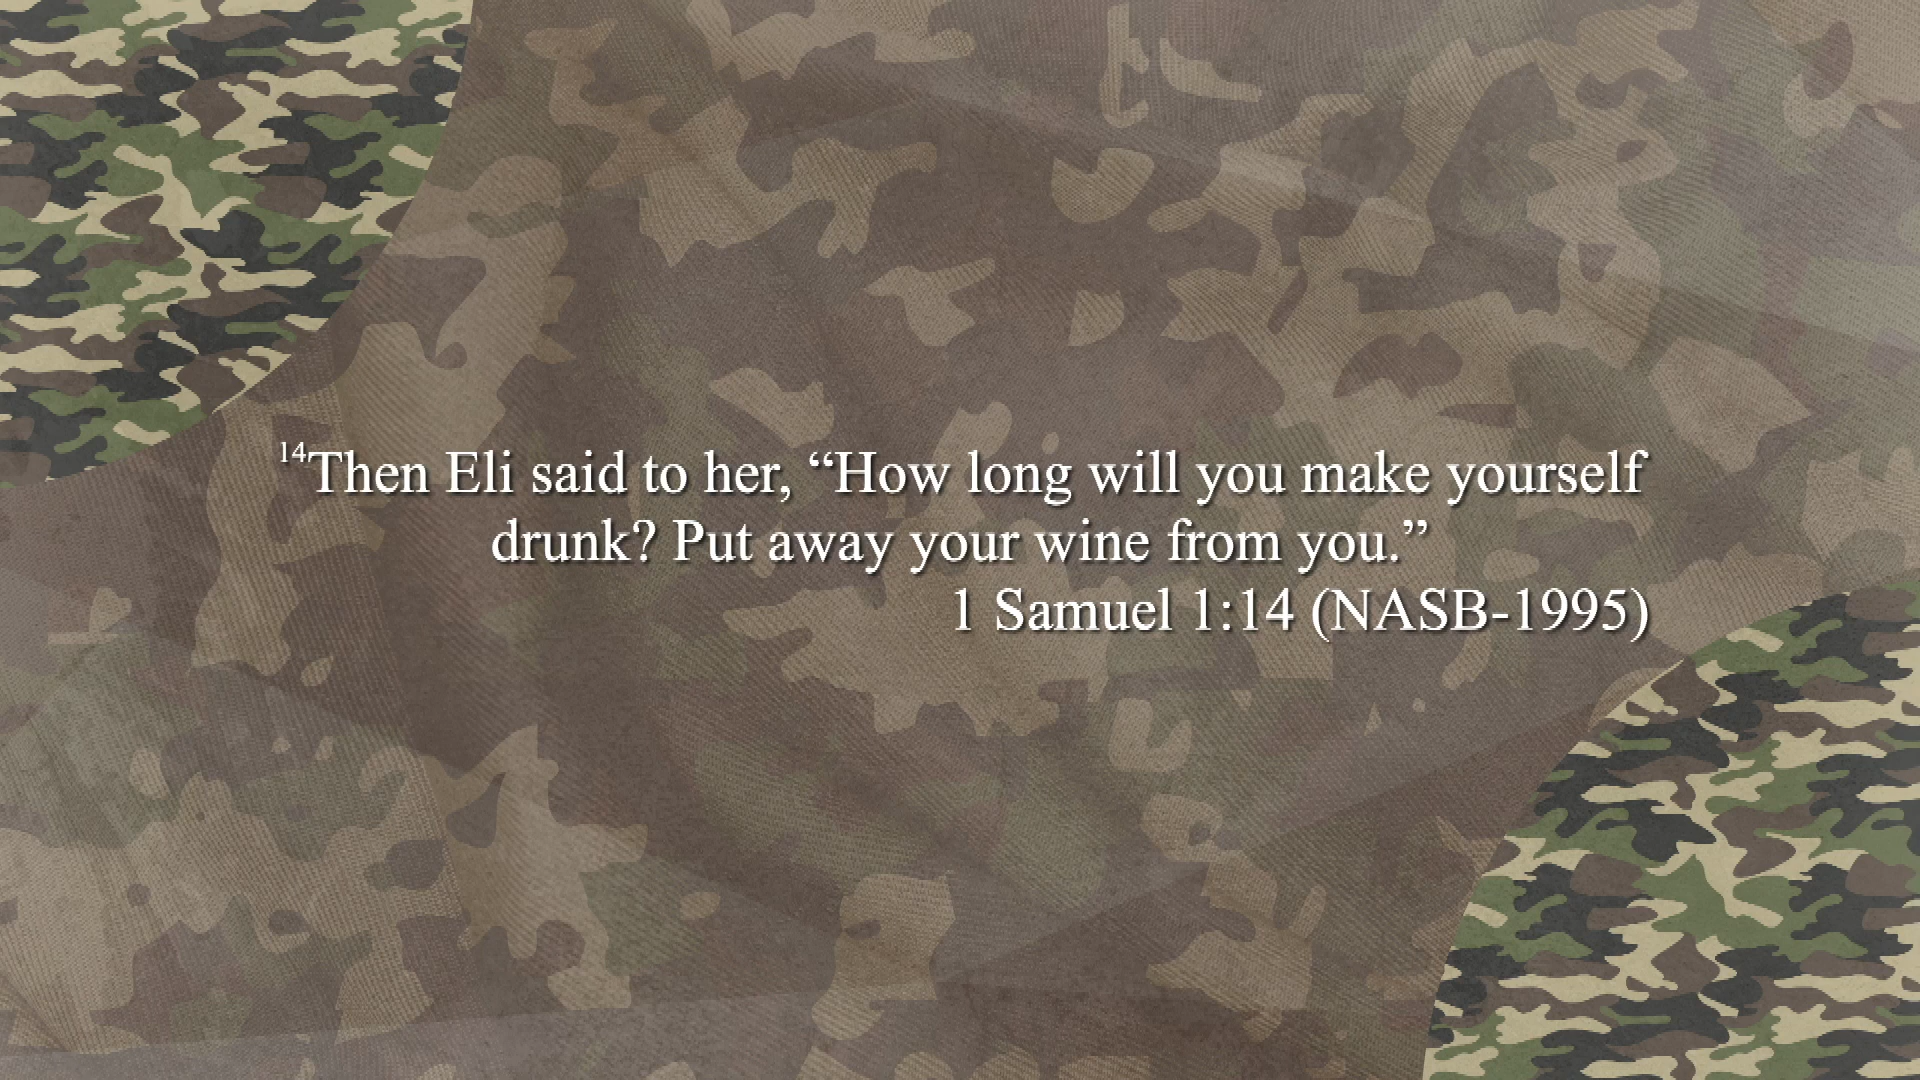 14Then Eli said to her, “How long will you make yourself
drunk? Put away your wine from you.”
1 Samuel 1:14 (NASB-1995)